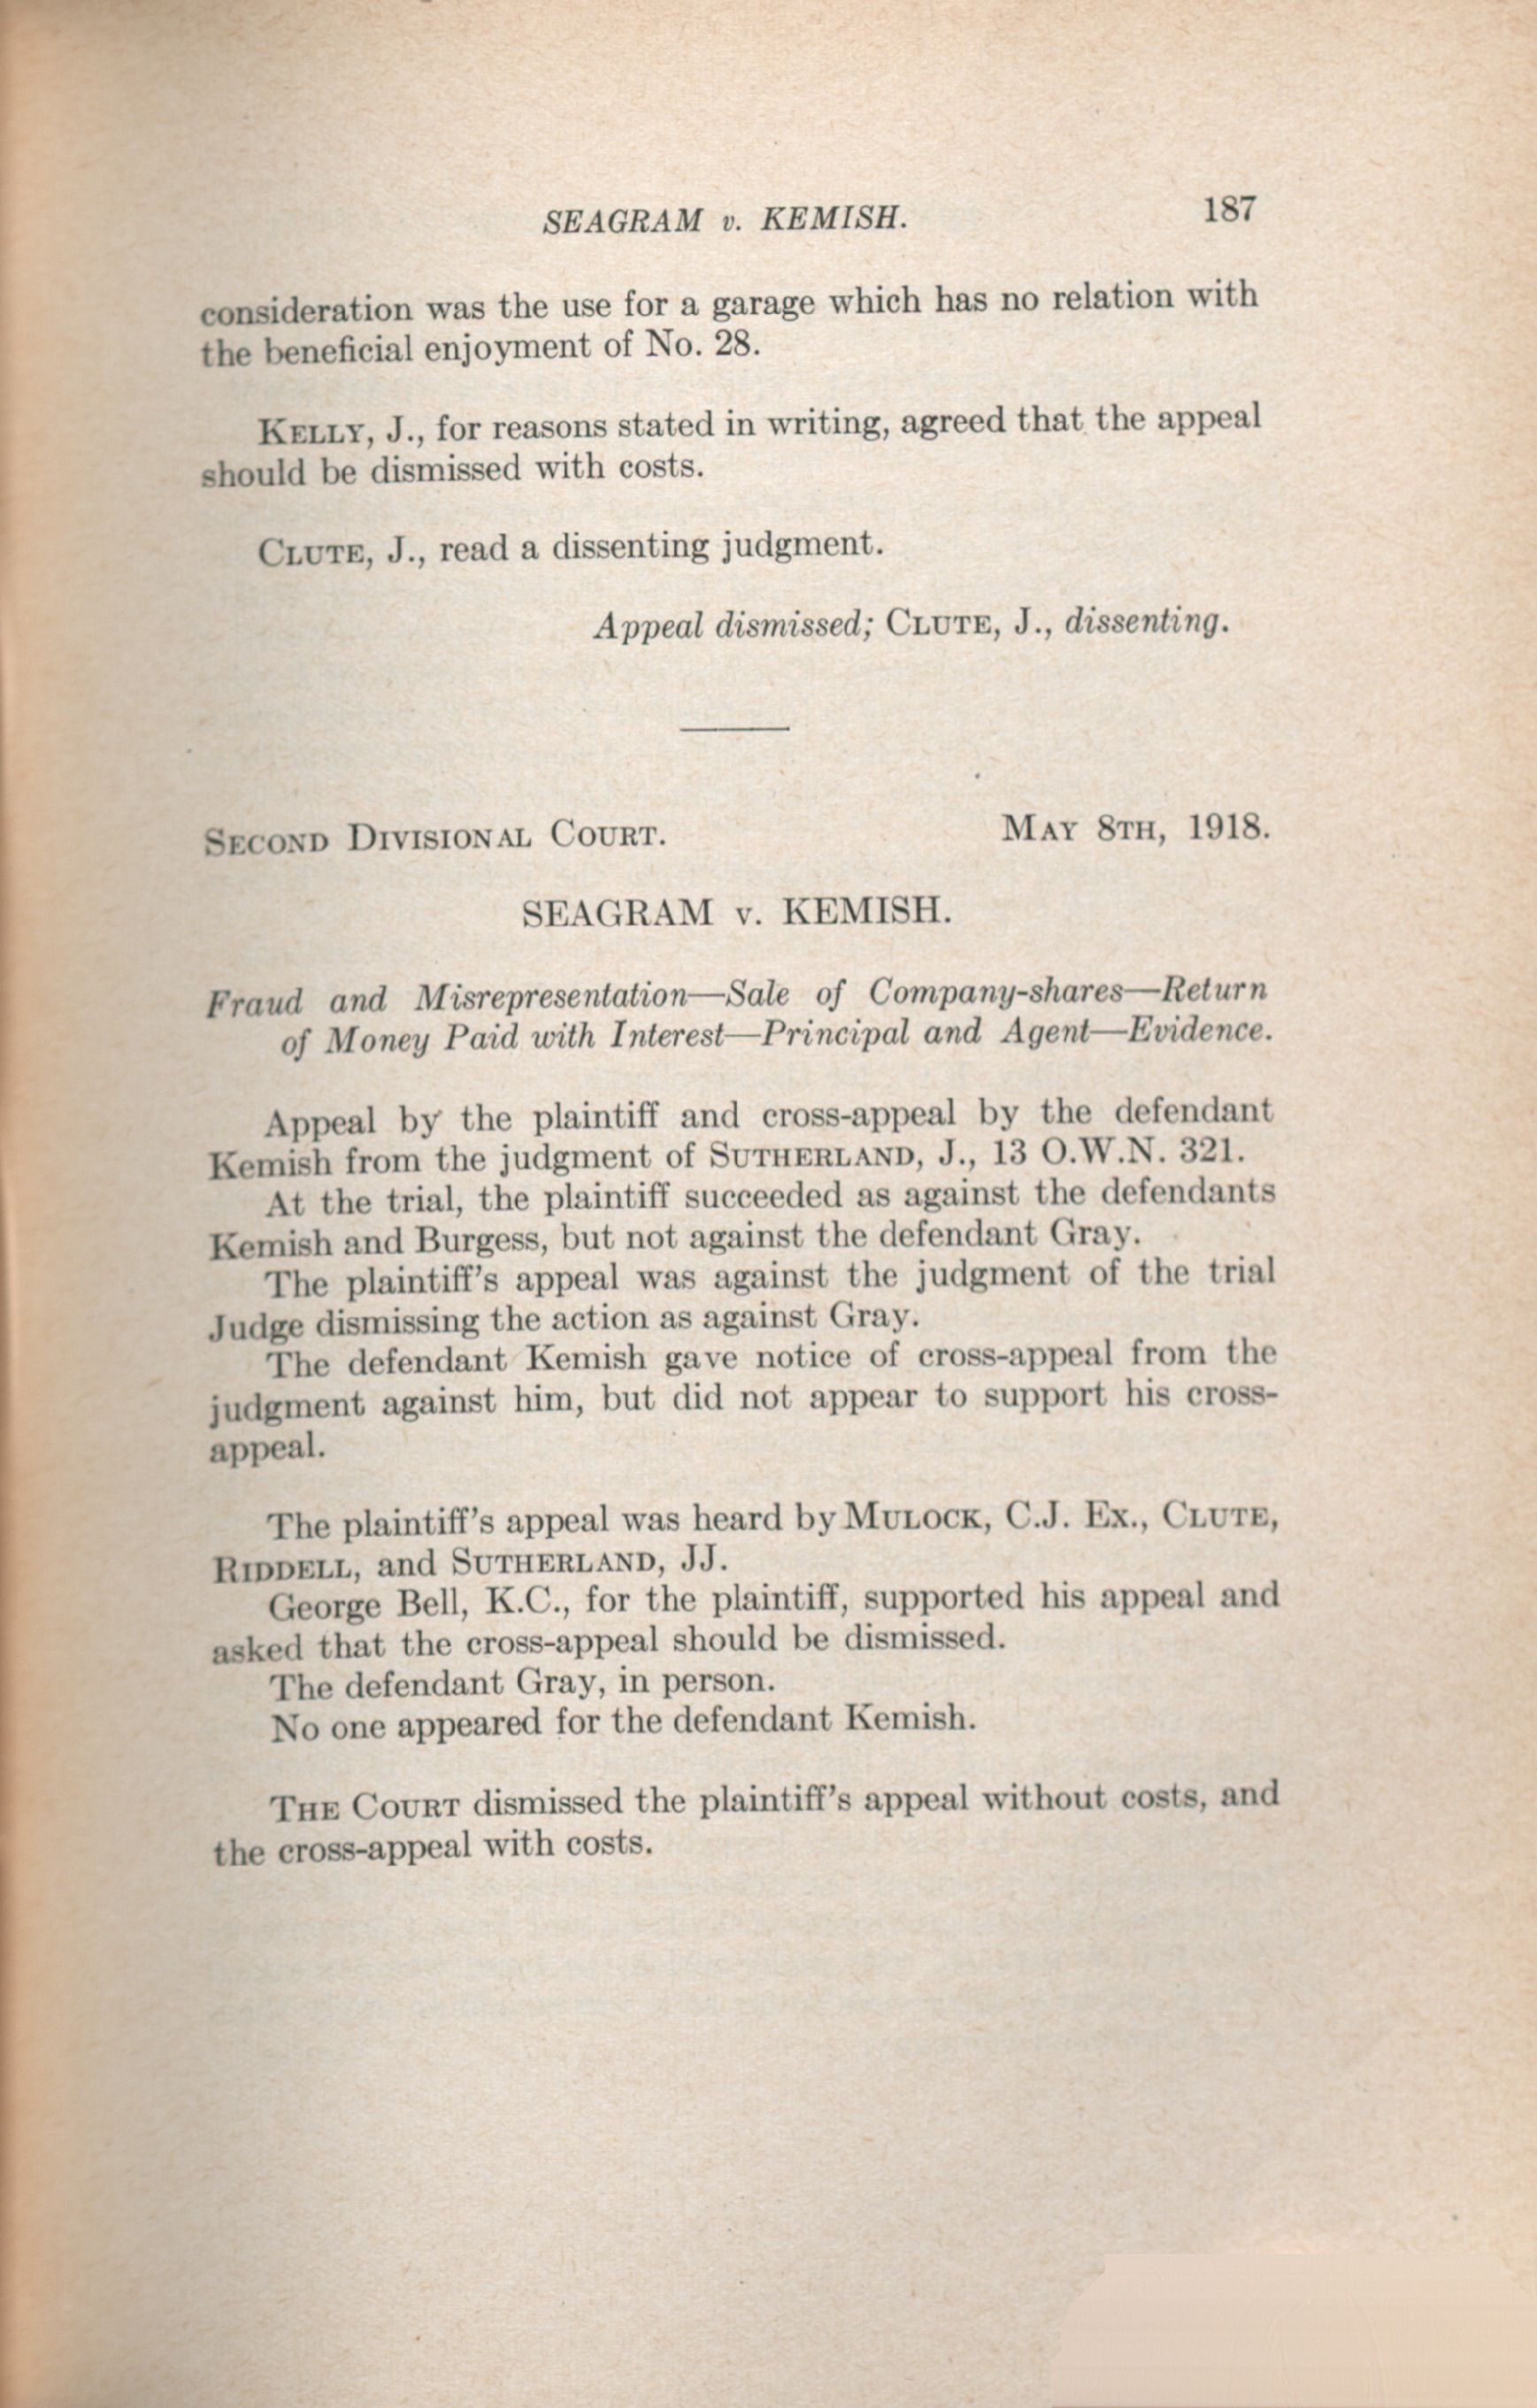 SEAGRAM v. KEMISH. 187
consideration was the use for a garage which has no relation with
the beneficial enjoyment of No. 28.
KELLY, J., for reasons stated in writing, agreed that the appeal
should be dismissed with costs.
CLUTE, J., read a dissenting judgment.
Appeal dismissed; CLUTE, J., dissenting.
SECOND DIVISIONAL COURT. MAY 8TH, 1918.
SEAGRAM v. KEMISH.
Fraud and Misrepresentation—Sale of Company-shares—Return
of Money Paid with Interest—Principal and Agent—Evidence.
Appeal by the plaintiff and cross-appeal by the defendant
Kemish from the judgment of SUTHERLAND, J., 13 O.W.N. 321.
At the trial, the plaintiff succeeded as against the defendants
Kemish and Burgess, but not against the defendant Gray.
The plaintiff's appeal was against the judgment of the trial
Judge dismissing the action as against Gray.
The defendant Kemish gave notice of cross-appeal from the
judgment against him, but did not appear to support his cross-
appeal.
The plaintiff's appeal was heard by MULOCK, C.J. Ex., CLUTE,
RIDDELL, and SUTHERLAND, JJ.
George Bell, K.C., for the plaintiff, supported his appeal and
asked that the cross-appeal should be dismissed.
The defendant Gray, in person.
No one appeared for the defendant Kemish.
THE COURT dismissed the plaintiff's appeal without costs, and
the cross-appeal with costs.